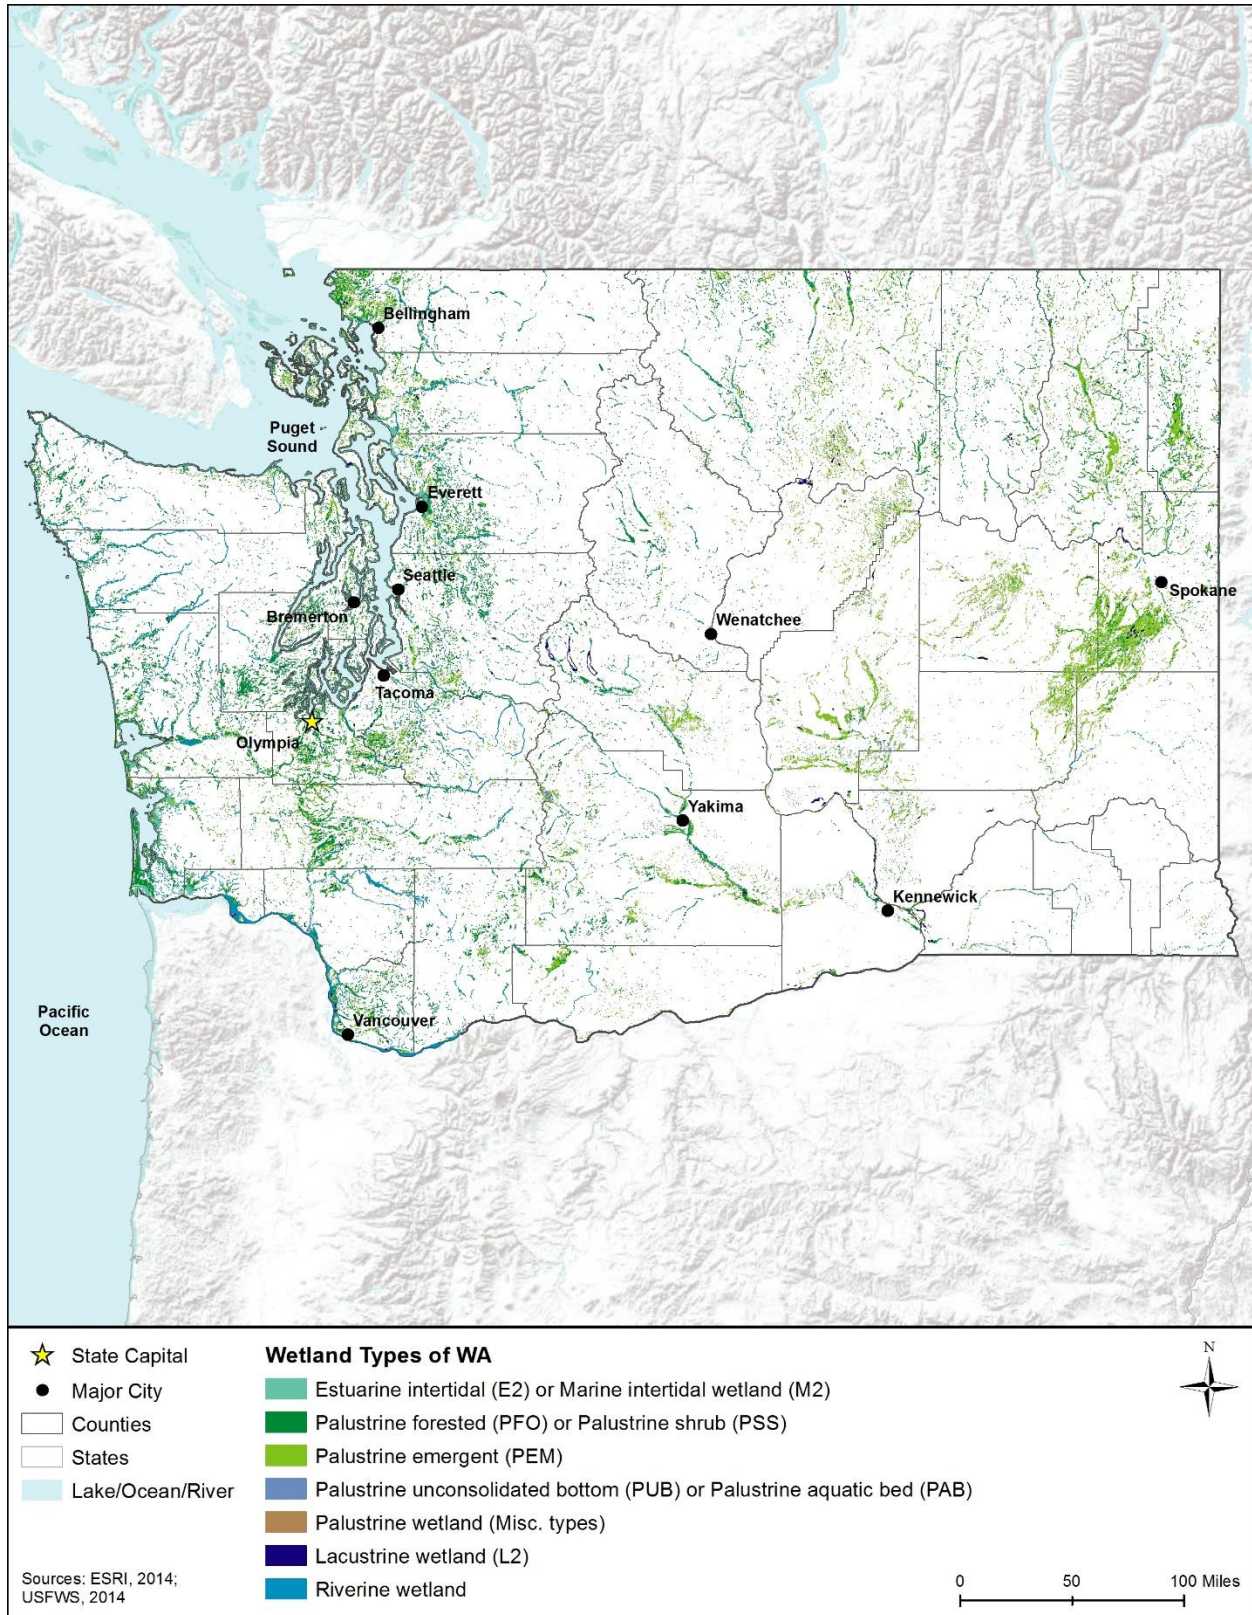 Bellingham
Puget
Sound
Everett
Seattle
Bremerton
Spokane
Wenatchee
Tacoma
Olympia
Yakima
Kennewick
Pacific
Ocean
Vancouver
State Capital
Major City
Counties
States
Lake/Ocean/River
Sources: ESRI, 2014;
USFWS, 2014
Wetland Types of WA
Estuarine intertidal (E2) or Marine intertidal wetland (M2)
Palustrine forested (PFO) or Palustrine shrub (PSS)
Palustrine emergent (PEM)
Palustrine unconsolidated bottom (PUB) or Palustrine aquatic bed (PAB)
Palustrine wetland (Misc. types)
Lacustrine wetland (L2)
Riverine wetland
N
0 50 100 Miles